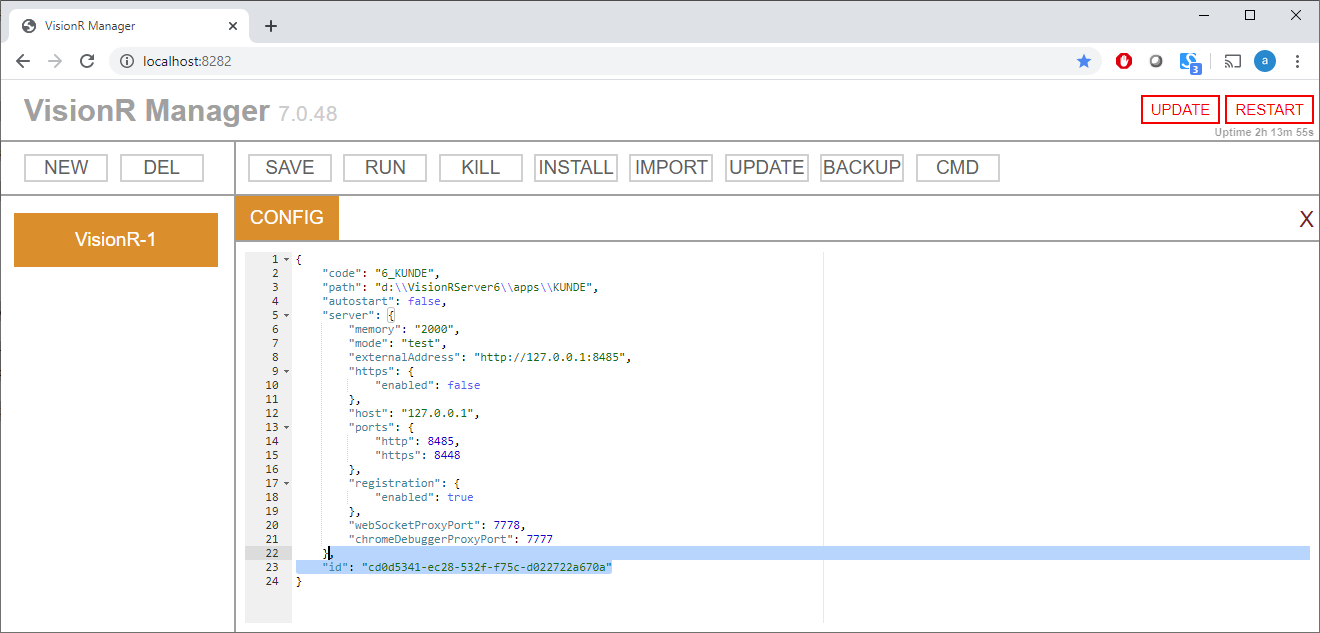 VisionR Manager
localhost:8282
3
a
VisionR Manager 7.0.48
UPDATE RESTART
Uptime 2h 13m 55s
NEW DEL SAVE RUN KILL INSTALL IMPORT UPDATE BACKUP CMD
VisionR-1
CONFIG X
1 {
2 "code": "6_KUNDE",
3 "path": "d:\\VisionRServer6\\apps\\KUNDE",
4 "autostart": false,
5 "server": {
6 "memory": "2000",
7 "mode": "test",
8 "externalAddress": "http://127.0.0.1:8485",
9 "https": {
10 "enabled": false
11 },
12 "host": "127.0.0.1",
13 "ports": {
14 "http": 8485,
15 "https": 8448
16 },
17 "registration": {
18 "enabled": true
19 },
20 "webSocketProxyPort": 7778,
21 "chromeDebuggerProxyPort": 7777
22 },
23 "id": "cd0d5341-ec28-532f-f75c-d022722a670a"
24 }